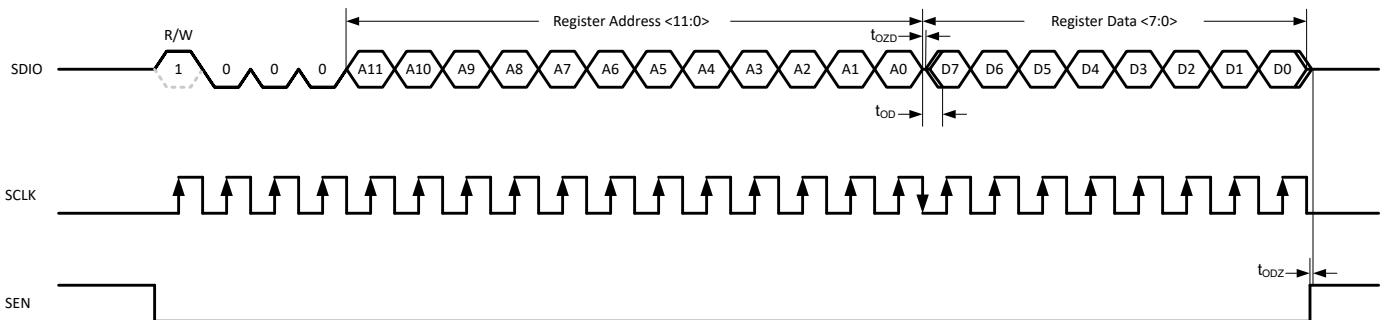 Register Address <11:0> Register Data <7:0>
R/W tOZD
SDIO 1 0 0 0 A11 A10 A9 A8 A7 A6 A5 A4 A3 A2 A1 A0 D7 D6 D5 D4 D3 D2 D1 D0
tOD
SCLK
tODZ
SEN